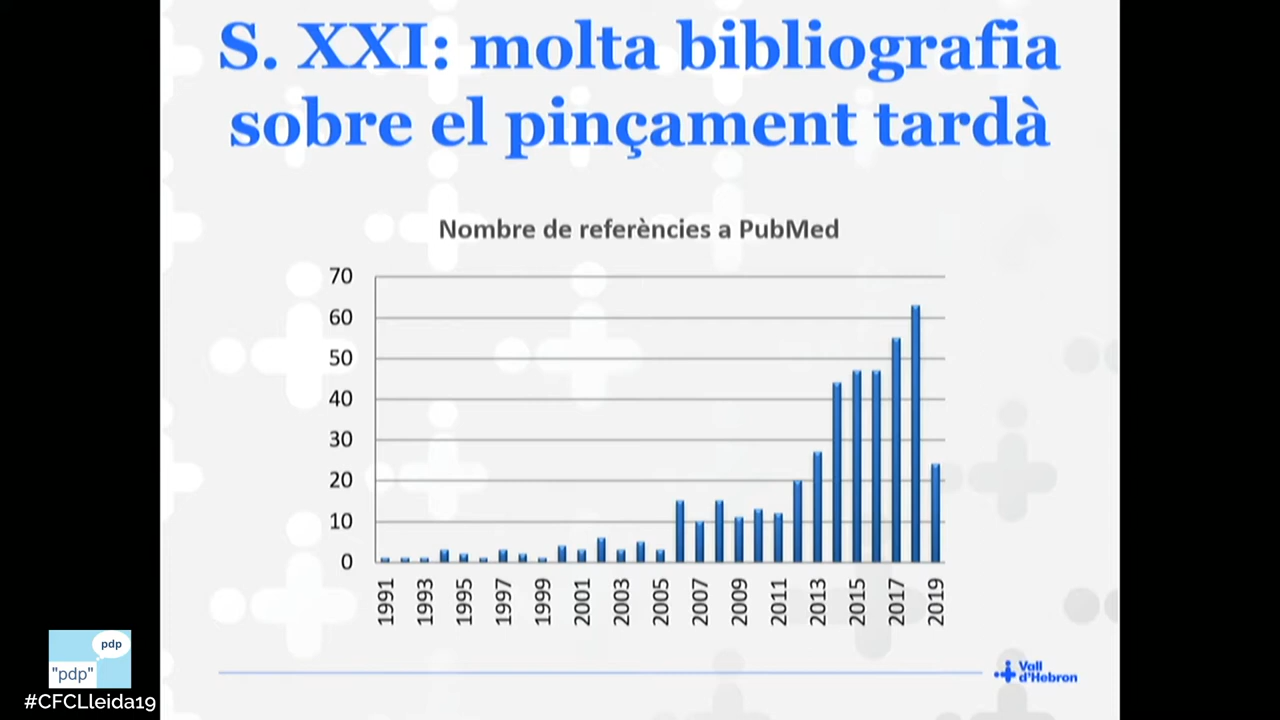 S. XXI: molta bibliografia
sobre el pinçament tardà
Nombre de referències a PubMed
70
60
50
40
30
20
10
0
1991
1993
1995
1997
1999
2001
2003
2005
2007
2009
2011
2013
2015
2017
2019
pdp
"pdp"
#CFCLleida19
Vall
d'Hebron